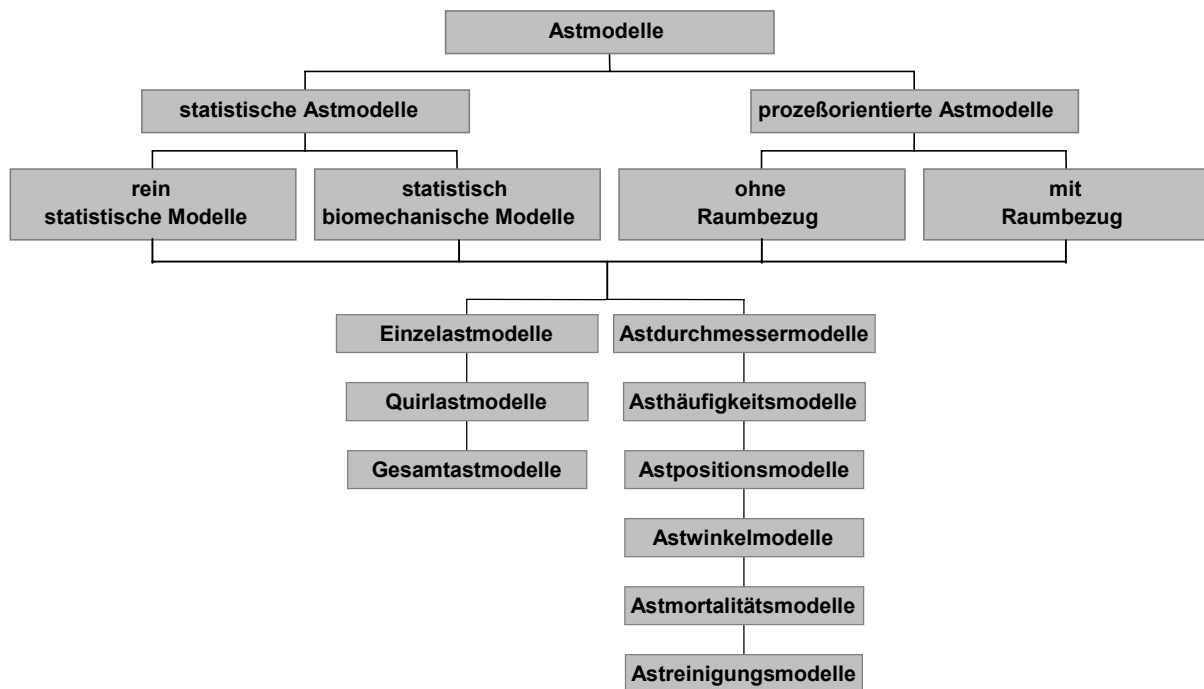 Astmodelle
statistische Astmodelle
prozeßorientierte Astmodelle
rein
statistische Modelle
statistisch
biomechanische Modelle
ohne
Raumbezug
mit
Raumbezug
Einzelastmodelle
Astdurchmessermodelle
Quirlastmodelle
Asthäufigkeitsmodelle
Gesamtastmodelle
Astpositionsmodelle
Astwinkelmodelle
Astmortalitätsmodelle
Astreinigungsmodelle